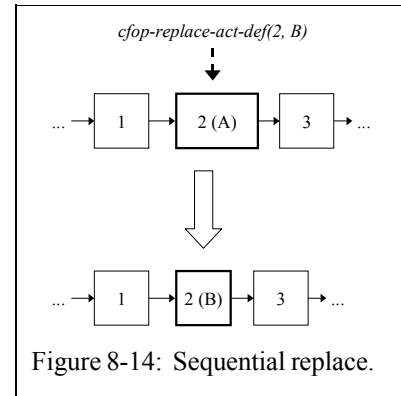 cfop-replace-act-def(2, B)
... 1 2 (A) 3 ...
... 1 2 (B) 3 ...
Figure 8-14: Sequential replace.